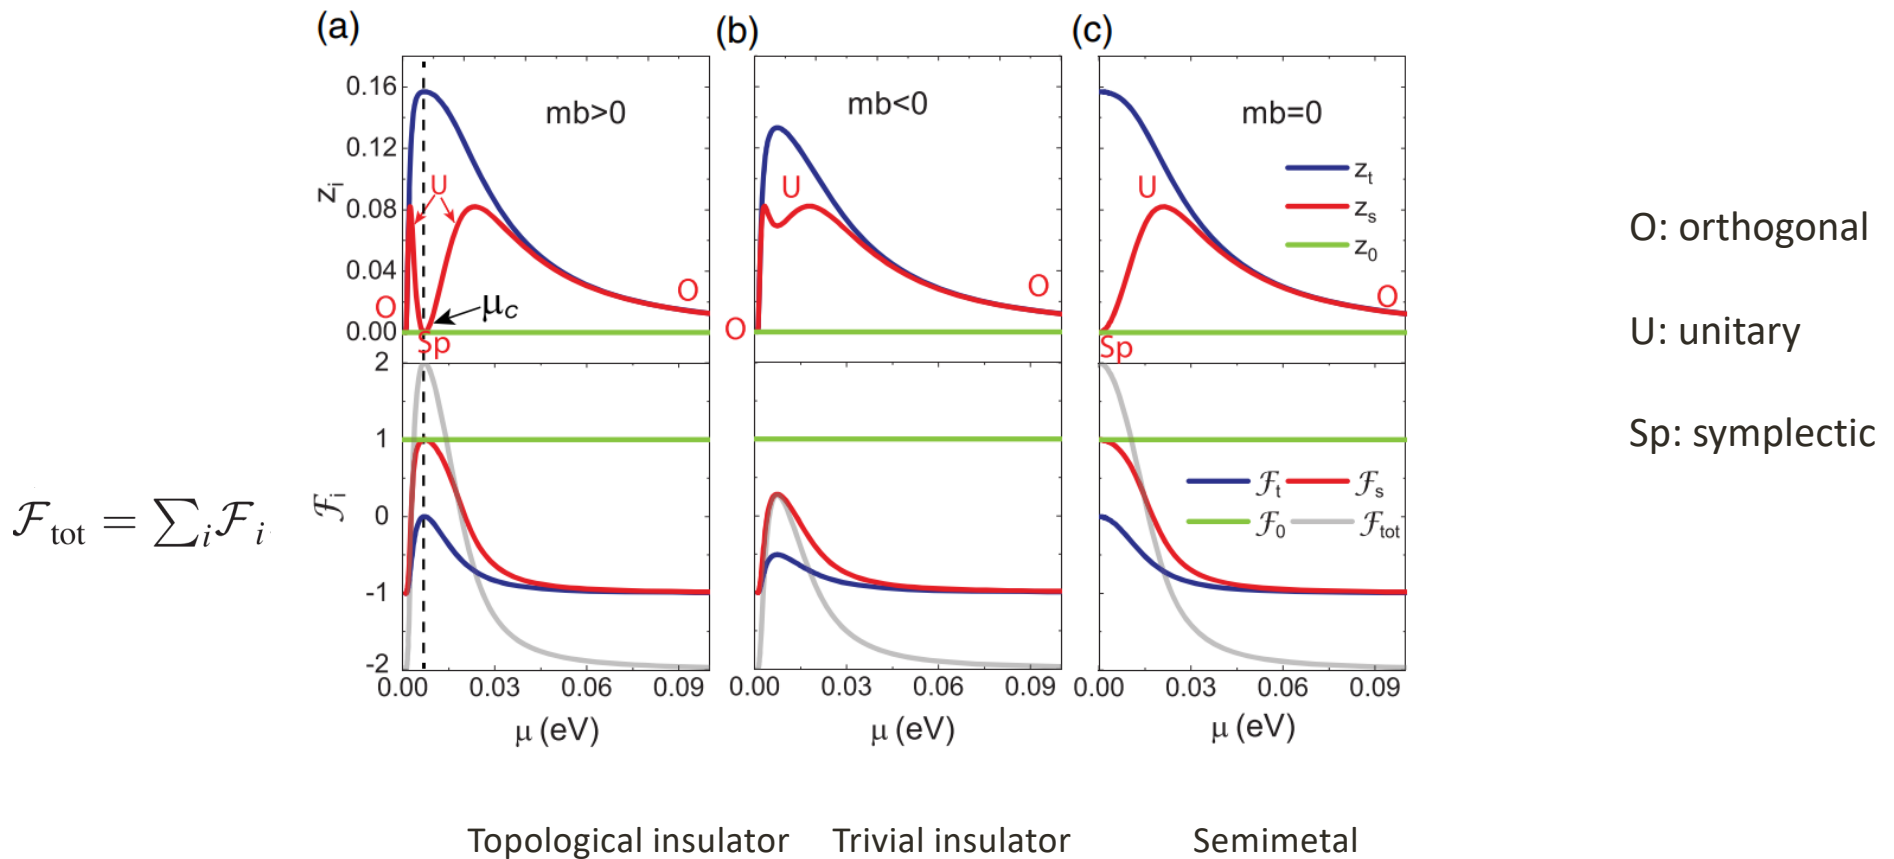 (a)
(b)
(c)
0.16
0.12
0.08
0.04
0.00
z_i
mb>0
U
O
O
μ_c
Sp
mb<0
U
O
O
mb=0
z_t
z_s
z_0
U
O
Sp
O: orthogonal
U: unitary
Sp: symplectic
ℱ_tot = ∑_i ℱ_i.
2
1
0
-1
-2
ℱ_i
ℱ_t ℱ_s
ℱ_0 ℱ_tot
0.00 0.03 0.06 0.09
0.00 0.03 0.06 0.09
0.00 0.03 0.06 0.09
μ (eV)
μ (eV)
μ (eV)
Topological insulator
Trivial insulator
Semimetal